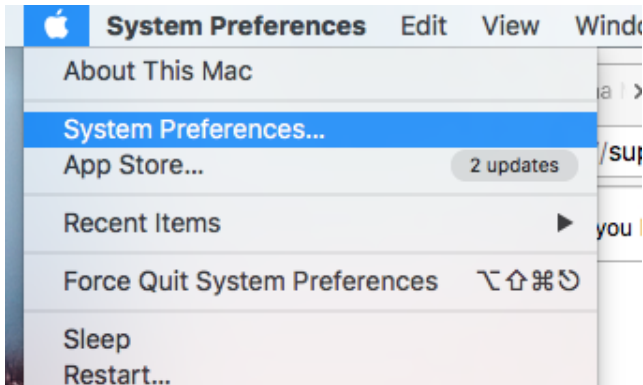 System Preferences Edit View
About This Mac
System Preferences...
App Store... 2 updates
/sup
Recent Items
you
Force Quit System Preferences ⌥⇧⌘⎋
Sleep
Restart...